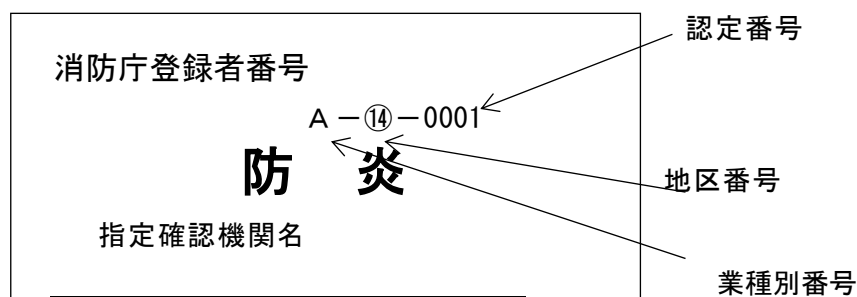 認定番号
消防庁登録者番号
A－⑭－0001
防　炎
地区番号
指定確認機関名
業種別番号